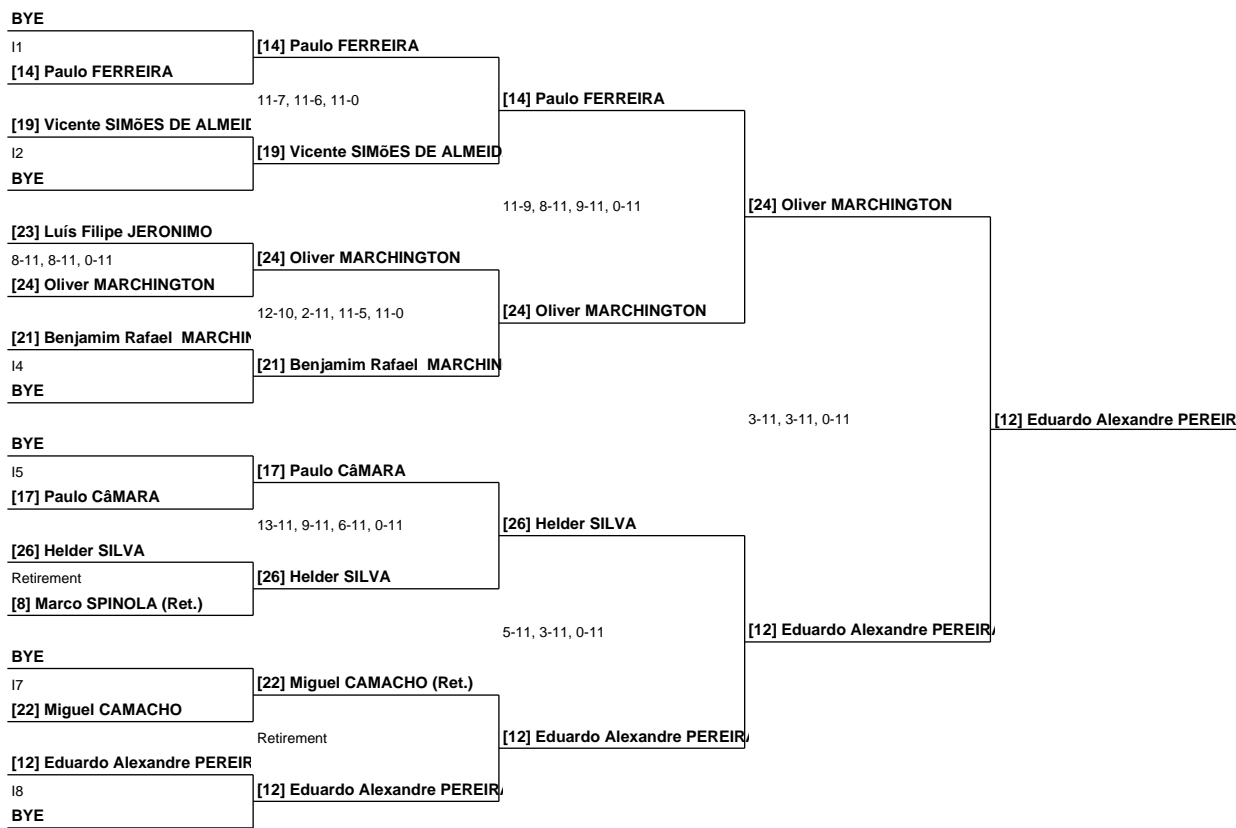 BYE
I1
[14] Paulo FERREIRA
[14] Paulo FERREIRA
11-7, 11-6, 11-0
[14] Paulo FERREIRA
[19] Vicente SIMõES DE ALMEID
I2
[19] Vicente SIMõES DE ALMEID
BYE
11-9, 8-11, 9-11, 0-11
[24] Oliver MARCHINGTON
[23] Luís Filipe JERONIMO
8-11, 8-11, 0-11
[24] Oliver MARCHINGTON
[24] Oliver MARCHINGTON
12-10, 2-11, 11-5, 11-0
[24] Oliver MARCHINGTON
[21] Benjamim Rafael  MARCHIN
I4
[21] Benjamim Rafael  MARCHIN
BYE
3-11, 3-11, 0-11
[12] Eduardo Alexandre PEREIR
BYE
I5
[17] Paulo CâMARA
[17] Paulo CâMARA
13-11, 9-11, 6-11, 0-11
[26] Helder SILVA
[26] Helder SILVA
Retirement
[26] Helder SILVA
[8] Marco SPINOLA (Ret.)
5-11, 3-11, 0-11
[12] Eduardo Alexandre PEREIRA
BYE
I7
[22] Miguel CAMACHO (Ret.)
[22] Miguel CAMACHO
Retirement
[12] Eduardo Alexandre PEREIRA
[12] Eduardo Alexandre PEREIR
I8
[12] Eduardo Alexandre PEREIRA
BYE